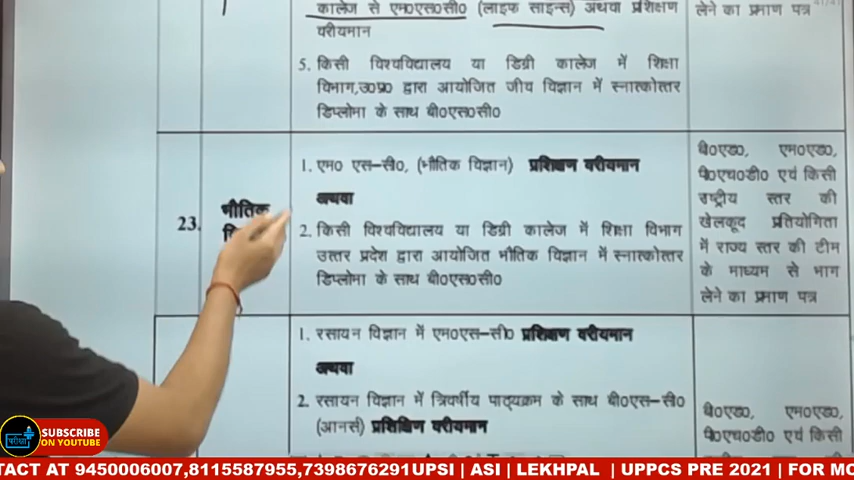 कालेज से एम0एस0सी0 (लाइफ साइन्स) अथवा प्रशिक्षण
वरीयमान
लेने का प्रमाण पत्र
5. किसी विश्वविद्यालय या डिग्री कालेज में शिक्षा
विभाग,उ0प्र0 द्वारा आयोजित जीव विज्ञान में स्नातकोत्तर
डिप्लोमा के साथ बी0एस0सी0
23.
भौतिक
1. एम0 एस–सी0, (भौतिक विज्ञान) प्रशिक्षण वरीयमान
अथवा
2. किसी विश्वविद्यालय या डिग्री कालेज में शिक्षा विभाग
उत्तर प्रदेश द्वारा आयोजित भौतिक विज्ञान में स्नातकोत्तर
डिप्लोमा के साथ बी0एस0सी0
बी0एड0, एम0एड0,
पी0एच0डी0 एवं किसी
राष्ट्रीय स्तर की
खेलकूद प्रतियोगिता
में राज्य स्तर की टीम
के माध्यम से भाग
लेने का प्रमाण पत्र
1. रसायन विज्ञान में एम0एस–सी0 प्रशिक्षण वरीयमान
अथवा
2. रसायन विज्ञान में त्रिवर्षीय पाठ्यक्रम के साथ बी0एस–सी0
(आनर्स) प्रशिक्षण वरीयमान
बी0एड0, एम0एड0,
पी0एच0डी0 एवं किसी
परीक्षा
SUBSCRIBE
ON YOUTUBE
TACT AT 9450006007,8115587955,7398676291UPSI | ASI | LEKHPAL | UPPCS PRE 2021 | FOR MO